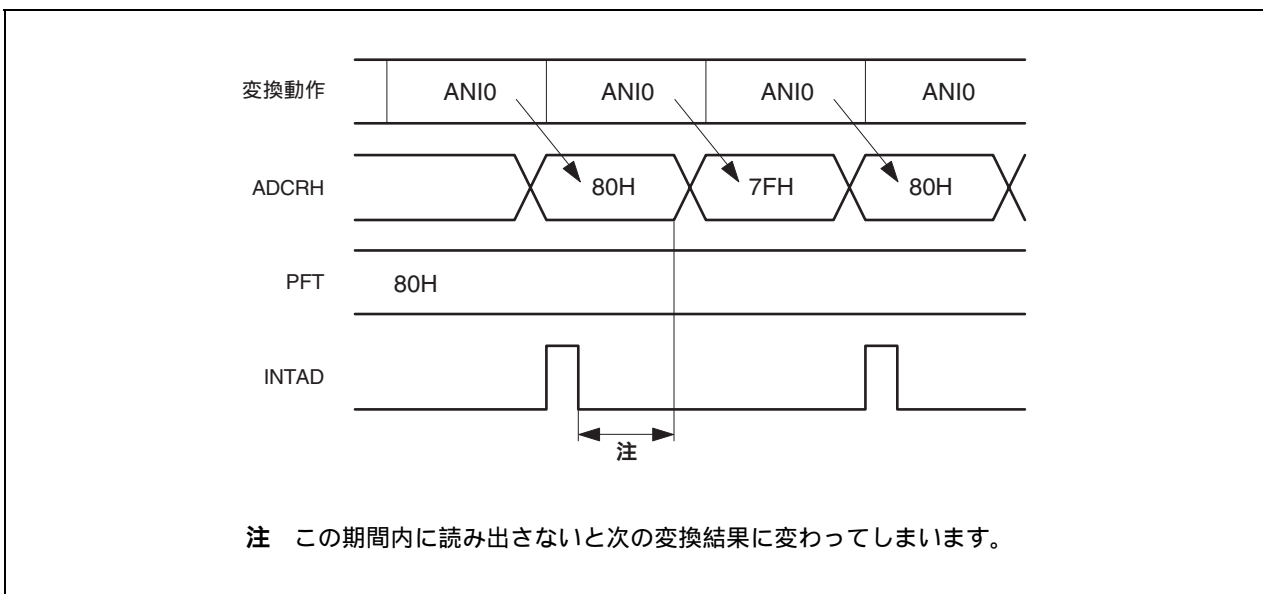 変換動作 ANI0 ANI0 ANI0 ANI0
ADCRH 80H 7FH 80H
PFT 80H
INTAD
注
注 この期間内に読み出さないと次の変換結果に変わってしまいます。